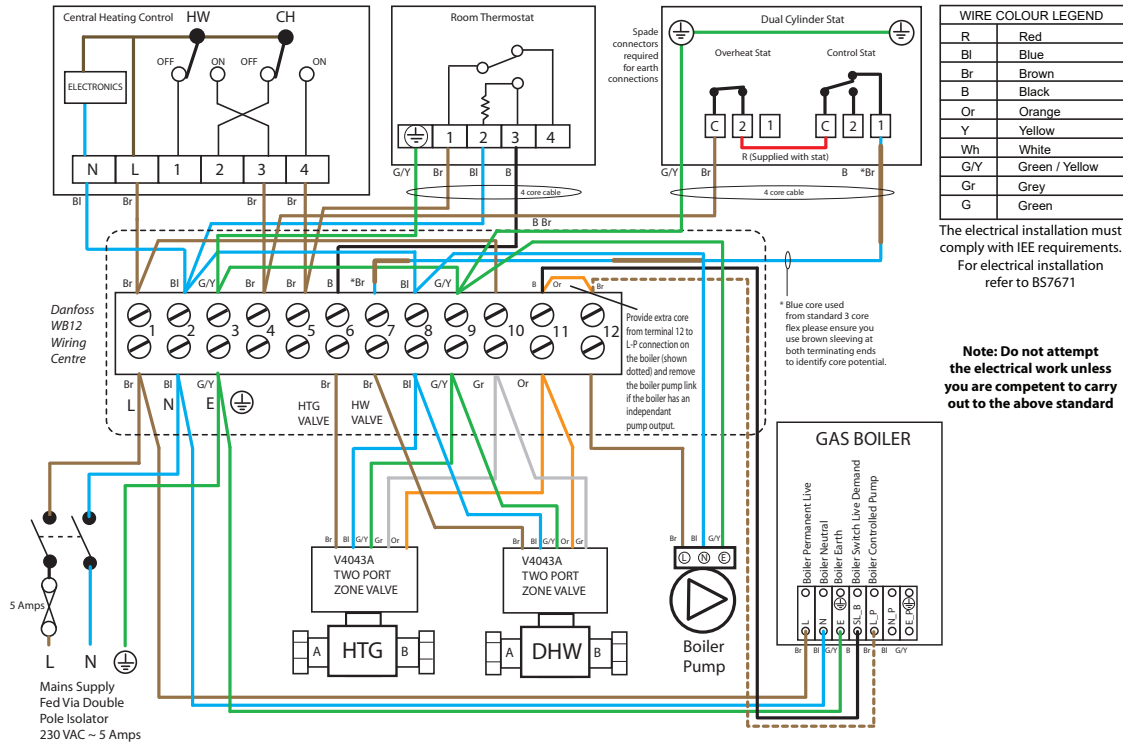 Central Heating Control
HW
CH
OFF
ON
OFF
ON
ELECTRONICS
N L 1 2 3 4
Bl Br Br Br
Room Thermostat
1 2 3 4
G/Y Br Bl B
4 core cable
Spade
connectors
required
for earth
connections
Dual Cylinder Stat
Overheat Stat
Control Stat
C 2 1 C 2 1
R (Supplied with stat)
G/Y Br B *Br
4 core cable
WIRE COLOUR LEGEND
R Red
Bl Blue
Br Brown
B Black
Or Orange
Y Yellow
Wh White
G/Y Green / Yellow
Gr Grey
G Green
The electrical installation must
comply with IEE requirements.
For electrical installation
refer to BS7671
Note: Do not attempt
the electrical work unless
you are competent to carry
out to the above standard
B Br
Br Bl G/Y Br Br B *Br Bl G/Y Br B Or Br
Danfoss
WB12
Wiring
Centre
1 2 3 4 5 6 7 8 9 10 11 12
Provide extra core
from terminal 12 to
L-P connection on
the boiler (shown
dotted) and remove
the boiler pump link
if the boiler has an
independant
pump output.
* Blue core used
from standard 3 core
flex please ensure you
use brown sleeving at
both terminating ends
to identify core potential.
Br Bl G/Y Br Br Bl G/Y Gr Or
L N E
HTG
VALVE
HW
VALVE
5 Amps
L N
Mains Supply
Fed Via Double
Pole Isolator
230 VAC ~ 5 Amps
Br Bl G/Y Gr Or
V4043A
TWO PORT
ZONE VALVE
A HTG B
Br Bl G/Y Or Gr
V4043A
TWO PORT
ZONE VALVE
A DHW B
Br Bl G/Y
L N E
Boiler
Pump
GAS BOILER
Boiler Permanent Live
Boiler Neutral
Boiler Earth
Boiler Switch Live Demand
Boiler Controlled Pump
L N E SL_B L_P N_P E_P
Br Bl G/Y B Br Bl G/Y